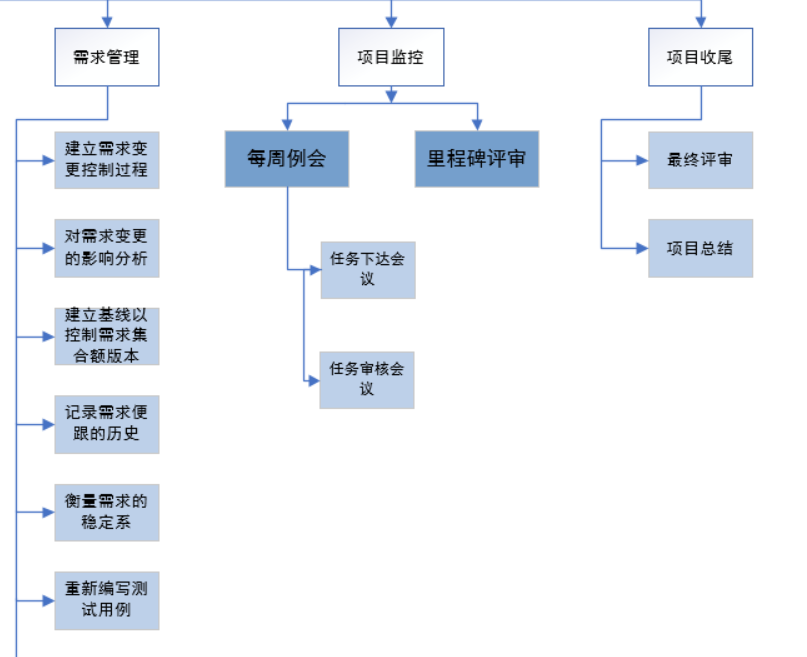 需求管理
项目监控
项目收尾
建立需求变
更控制过程
对需求变更
的影响分析
建立基线以
控制需求集
合额版本
记录需求便
跟的历史
衡量需求的
稳定系
重新编写测
试用例
每周例会
里程碑评审
任务下达会
议
任务审核会
议
最终评审
项目总结